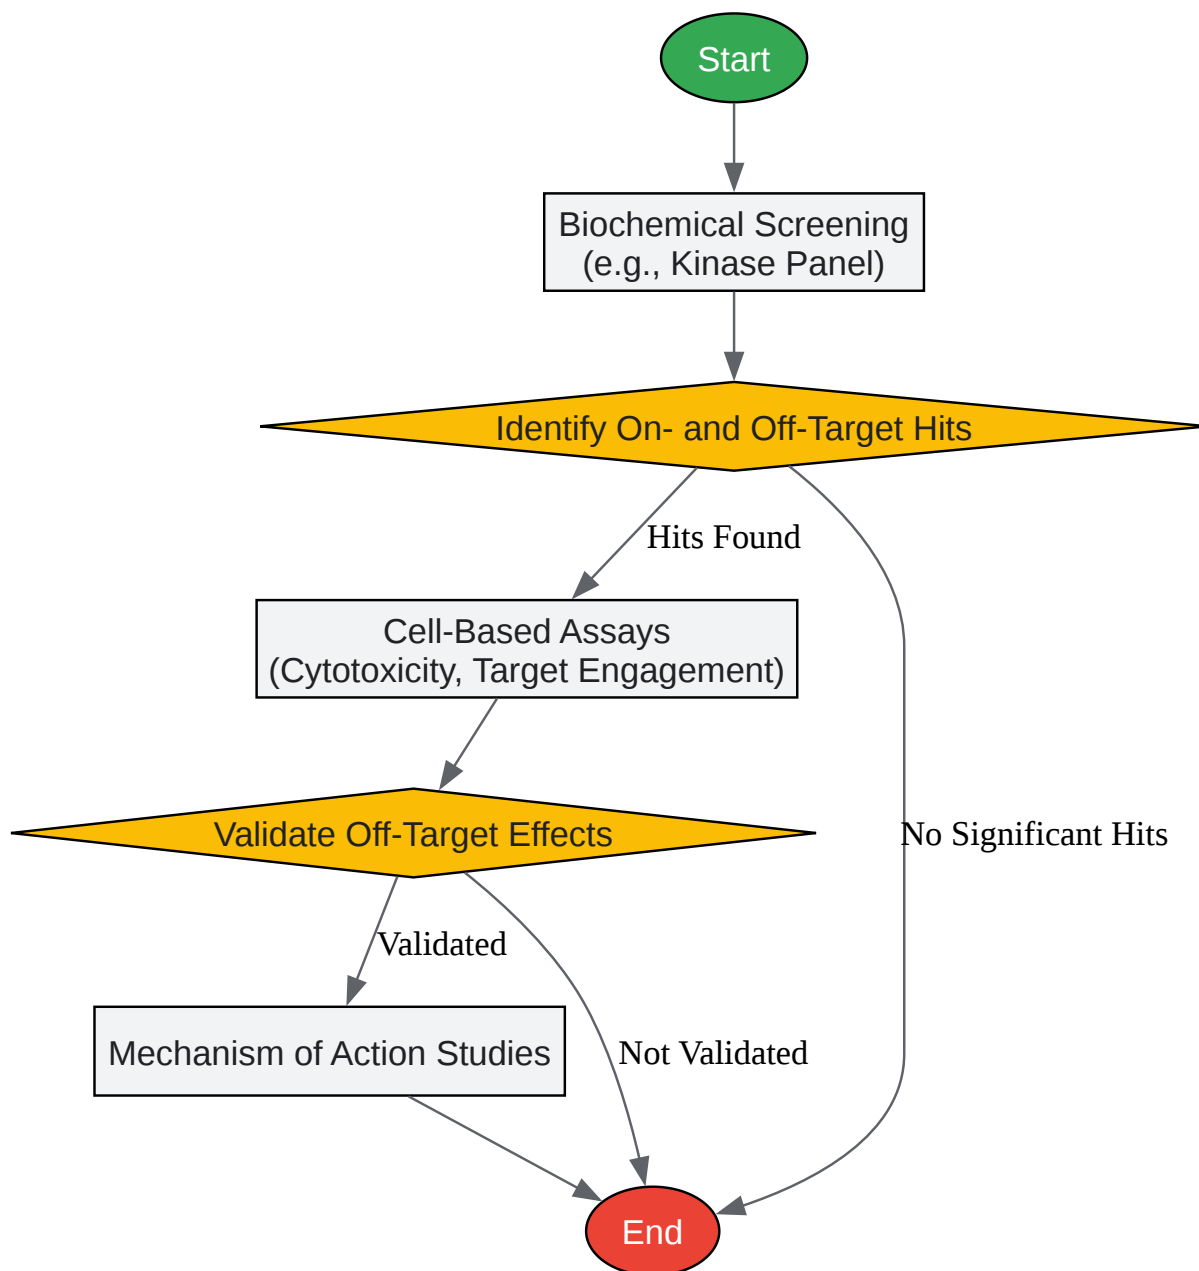 Start
Biochemical Screening
(e.g., Kinase Panel)
Identify On- and Off-Target Hits
Hits Found
Cell-Based Assays
(Cytotoxicity, Target Engagement)
Validate Off-Target Effects
No Significant Hits
Validated
Mechanism of Action Studies
Not Validated
End